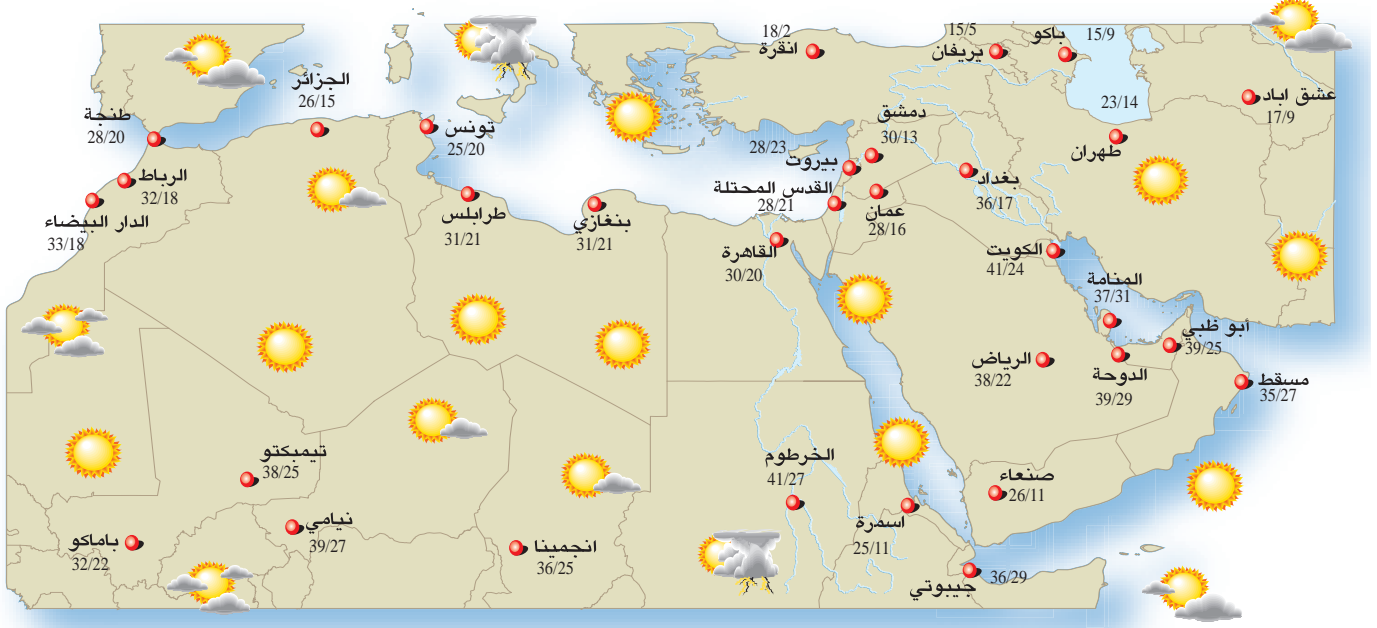 18/2
انقرة
15/5
يريفان
باكو
15/9
عشق اباد
17/9
23/14
طهران
الجزائر
26/15
طنجة
28/20
تونس
25/20
دمشق
30/13
28/23
بيروت
بغداد
36/17
الرباط
32/18
القدس المحتلة
28/21
عمان
28/16
الدار البيضاء
33/18
طرابلس
31/21
بنغازي
31/21
القاهرة
30/20
الكويت
41/24
المنامة
37/31
أبو ظبي
39/25
الرياض
38/22
الدوحة
39/29
مسقط
35/27
تيمبكتو
38/25
الخرطوم
41/27
صنعاء
26/11
نيامي
39/27
باماكو
32/22
انجمينا
36/25
اسمرة
25/11
جيبوتي
36/29